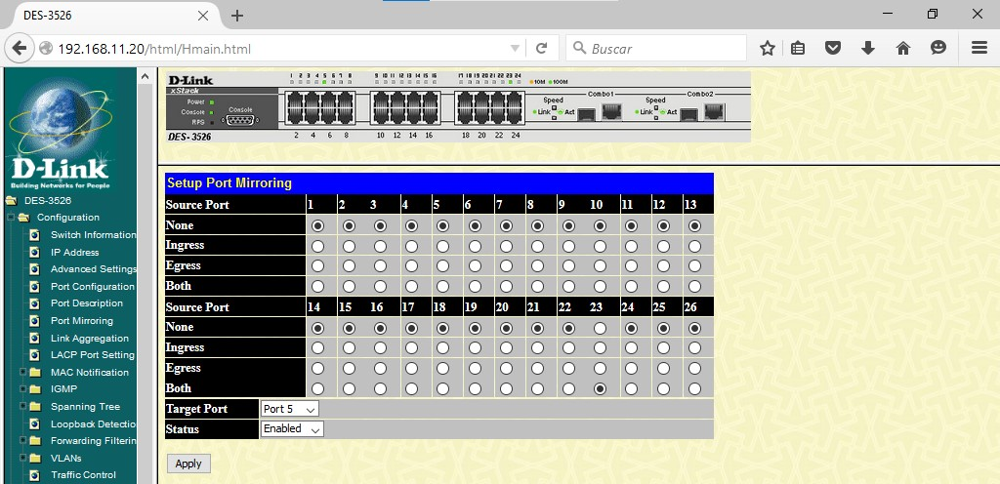 DES-3526
192.168.11.20/html/Hmain.html
Buscar
D-Link
Building Networks for People
DES-3526
Configuration
Switch Information
IP Address
Advanced Settings
Port Configuration
Port Description
Port Mirroring
Link Aggregation
LACP Port Setting
MAC Notification
IGMP
Spanning Tree
Loopback Detectio
Forwarding Filterin
VLANs
Traffic Control
D-Link
xStack
Power
Console
RPS
Console
DES-3526
1 2 3 4 5 6 7 8 9 10 11 12 13 14 15 16 17 18 19 20 21 22 23 24
10M 100M
2 4 6 8 10 12 14 16 18 20 22 24
Combo1 Combo2
Speed Speed
Link Act Link Act
Setup Port Mirroring
Source Port 1 2 3 4 5 6 7 8 9 10 11 12 13
None
Ingress
Egress
Both
Source Port 14 15 16 17 18 19 20 21 22 23 24 25 26
None
Ingress
Egress
Both
Target Port Port 5
Status Enabled
Apply